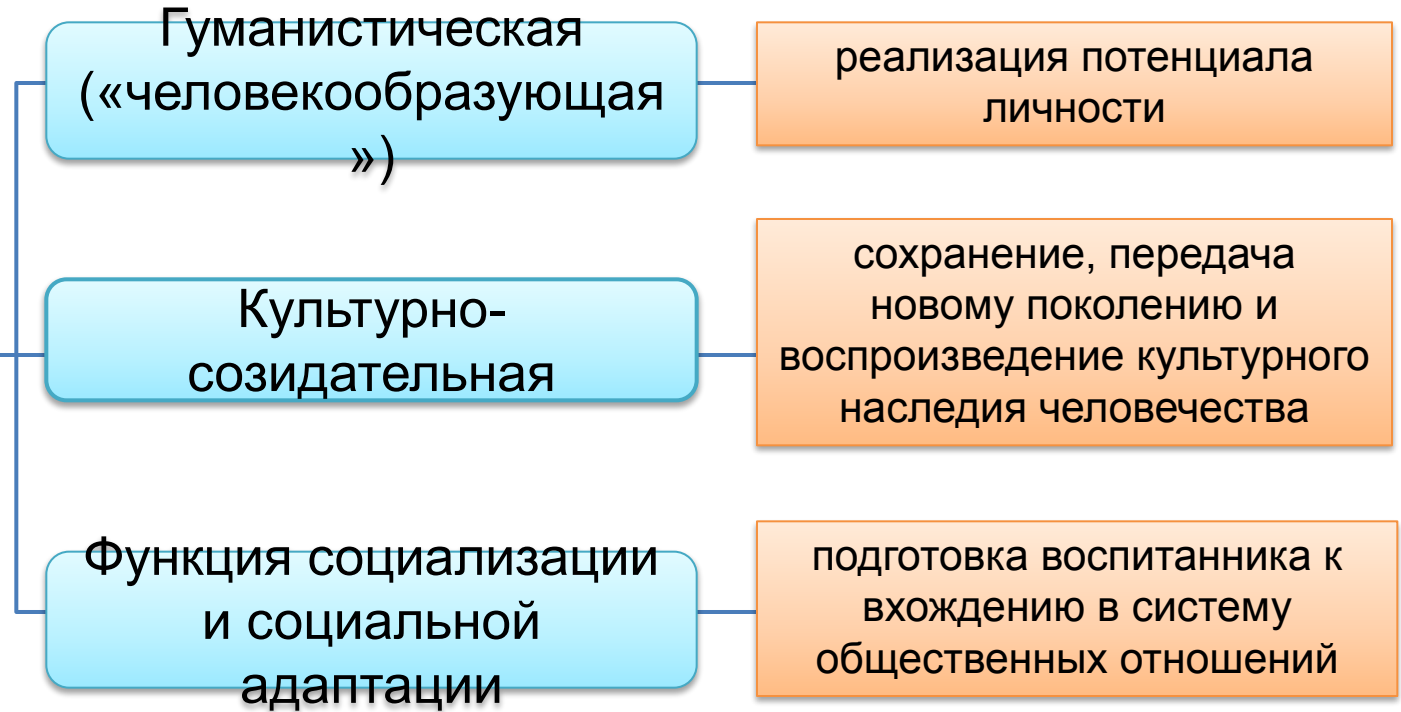 Гуманистическая
(«человекообразующая
»)
реализация потенциала
личности
Культурно-
созидательная
сохранение, передача
новому поколению и
воспроизведение культурного
наследия человечества
Функция социализации
и социальной
адаптации
подготовка воспитанника к
вхождению в систему
общественных отношений